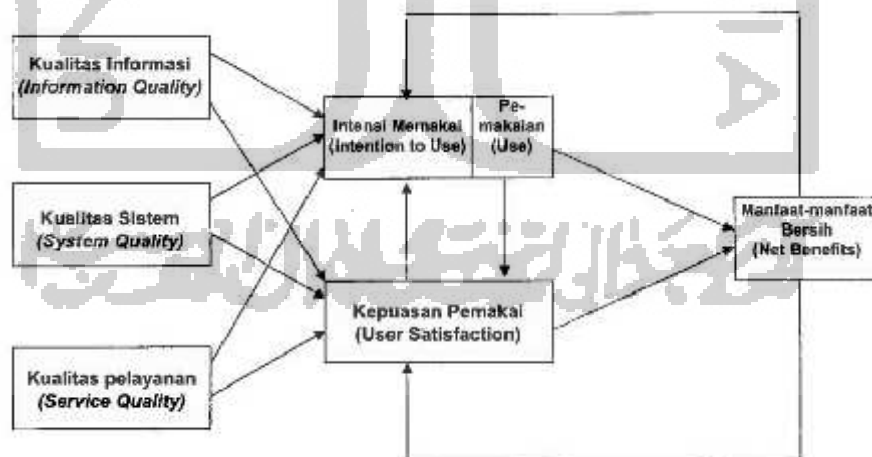 Kualitas Informasi
(Information Quality)
Kualitas Sistem
(System Quality)
Kualitas pelayanan
(Service Quality)
Intensi Memakai
(Intention to Use)
Pe-
makaian
(Use)
Kepuasan Pemakai
(User Satisfaction)
Manfaat-manfaat
Bersih
(Net Benefits)